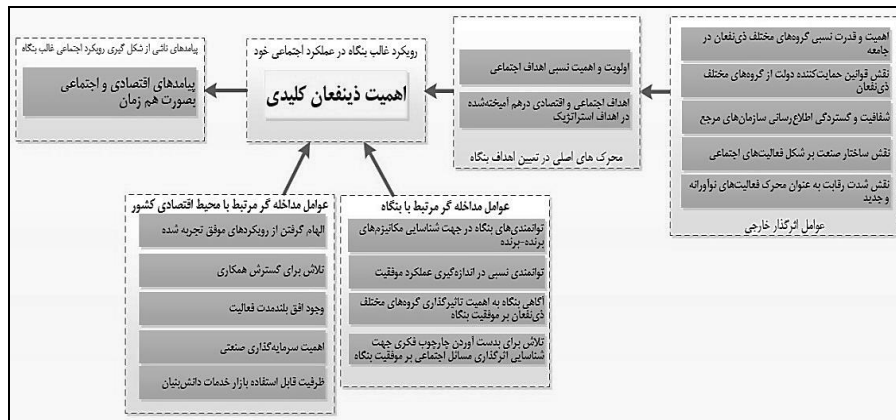 اهمیت و قدرت نسبی گروه‌های مختلف ذی‌نفعان در
جامعه
نقش قوانین حمایت‌کننده دولت از گروه‌های مختلف
ذی‌نفعان
شفافیت و گستردگی اطلاع‌رسانی سازمان‌های مرجع
نقش ساختار صنعت بر شکل فعالیت‌های اجتماعی
نقش شدت رقابت به عنوان محرک فعالیت‌های نوآورانه
و جدید
عوامل اثرگذار خارجی
اولویت و اهمیت نسبی اهداف اجتماعی
اهداف اجتماعی و اقتصادی درهم آمیخته‌شده
در اهداف استراتژیک
محرک های اصلی در تعیین اهداف بنگاه
رویکرد غالب بنگاه در عملکرد اجتماعی خود
اهمیت ذینفعان کلیدی
پیامدهای ناشی از شکل گیری رویکرد اجتماعی غالب بنگاه
پیامدهای اقتصادی و اجتماعی
بصورت هم زمان
عوامل مداخله گر مرتبط با بنگاه
توانمندی‌های بنگاه در جهت شناسایی مکانیزم‌های
برنده-برنده
توانمندی نسبی در اندازه‌گیری عملکرد موفقیت
آگاهی بنگاه به اهمیت تاثیرگذاری گروه‌های مختلف
ذی‌نفعان بر موفقیت بنگاه
تلاش برای بدست آوردن چارچوب فکری جهت
شناسایی اثرگذاری مسائل اجتماعی بر موفقیت بنگاه
عوامل مداخله گر مرتبط با محیط اقتصادی کشور
الهام گرفتن از رویکردهای موفق تجربه شده
تلاش برای گسترش همکاری
وجود افق بلندمدت فعالیت
اهمیت سرمایه‌گذاری صنعتی
ظرفیت قابل استفاده بازار خدمات دانش‌بنیان